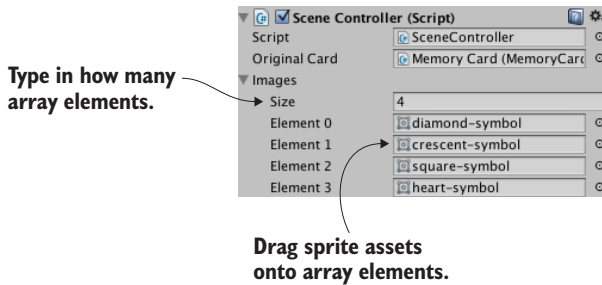 Scene Controller (Script)
Script SceneController
Original Card Memory Card (MemoryCard
Images
Type in how many
array elements.
Size 4
Element 0 diamond-symbol
Element 1 crescent-symbol
Element 2 square-symbol
Element 3 heart-symbol
Drag sprite assets
onto array elements.